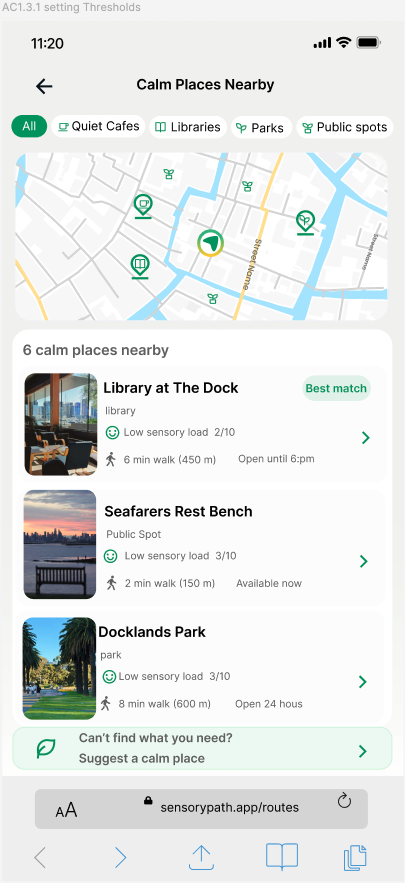 AC1.3.1 setting Thresholds
11:20
Calm Places Nearby
All Quiet Cafes Libraries Parks Public spots
Street Name
Street Name
6 calm places nearby
Library at The Dock Best match
library
Low sensory load 2/10
6 min walk (450 m) Open until 6:pm
Seafarers Rest Bench
Public Spot
Low sensory load 3/10
2 min walk (150 m) Available now
Docklands Park
park
Low sensory load 3/10
8 min walk (600 m) Open 24 hous
Can't find what you need?
Suggest a calm place
AA sensorypath.app/routes